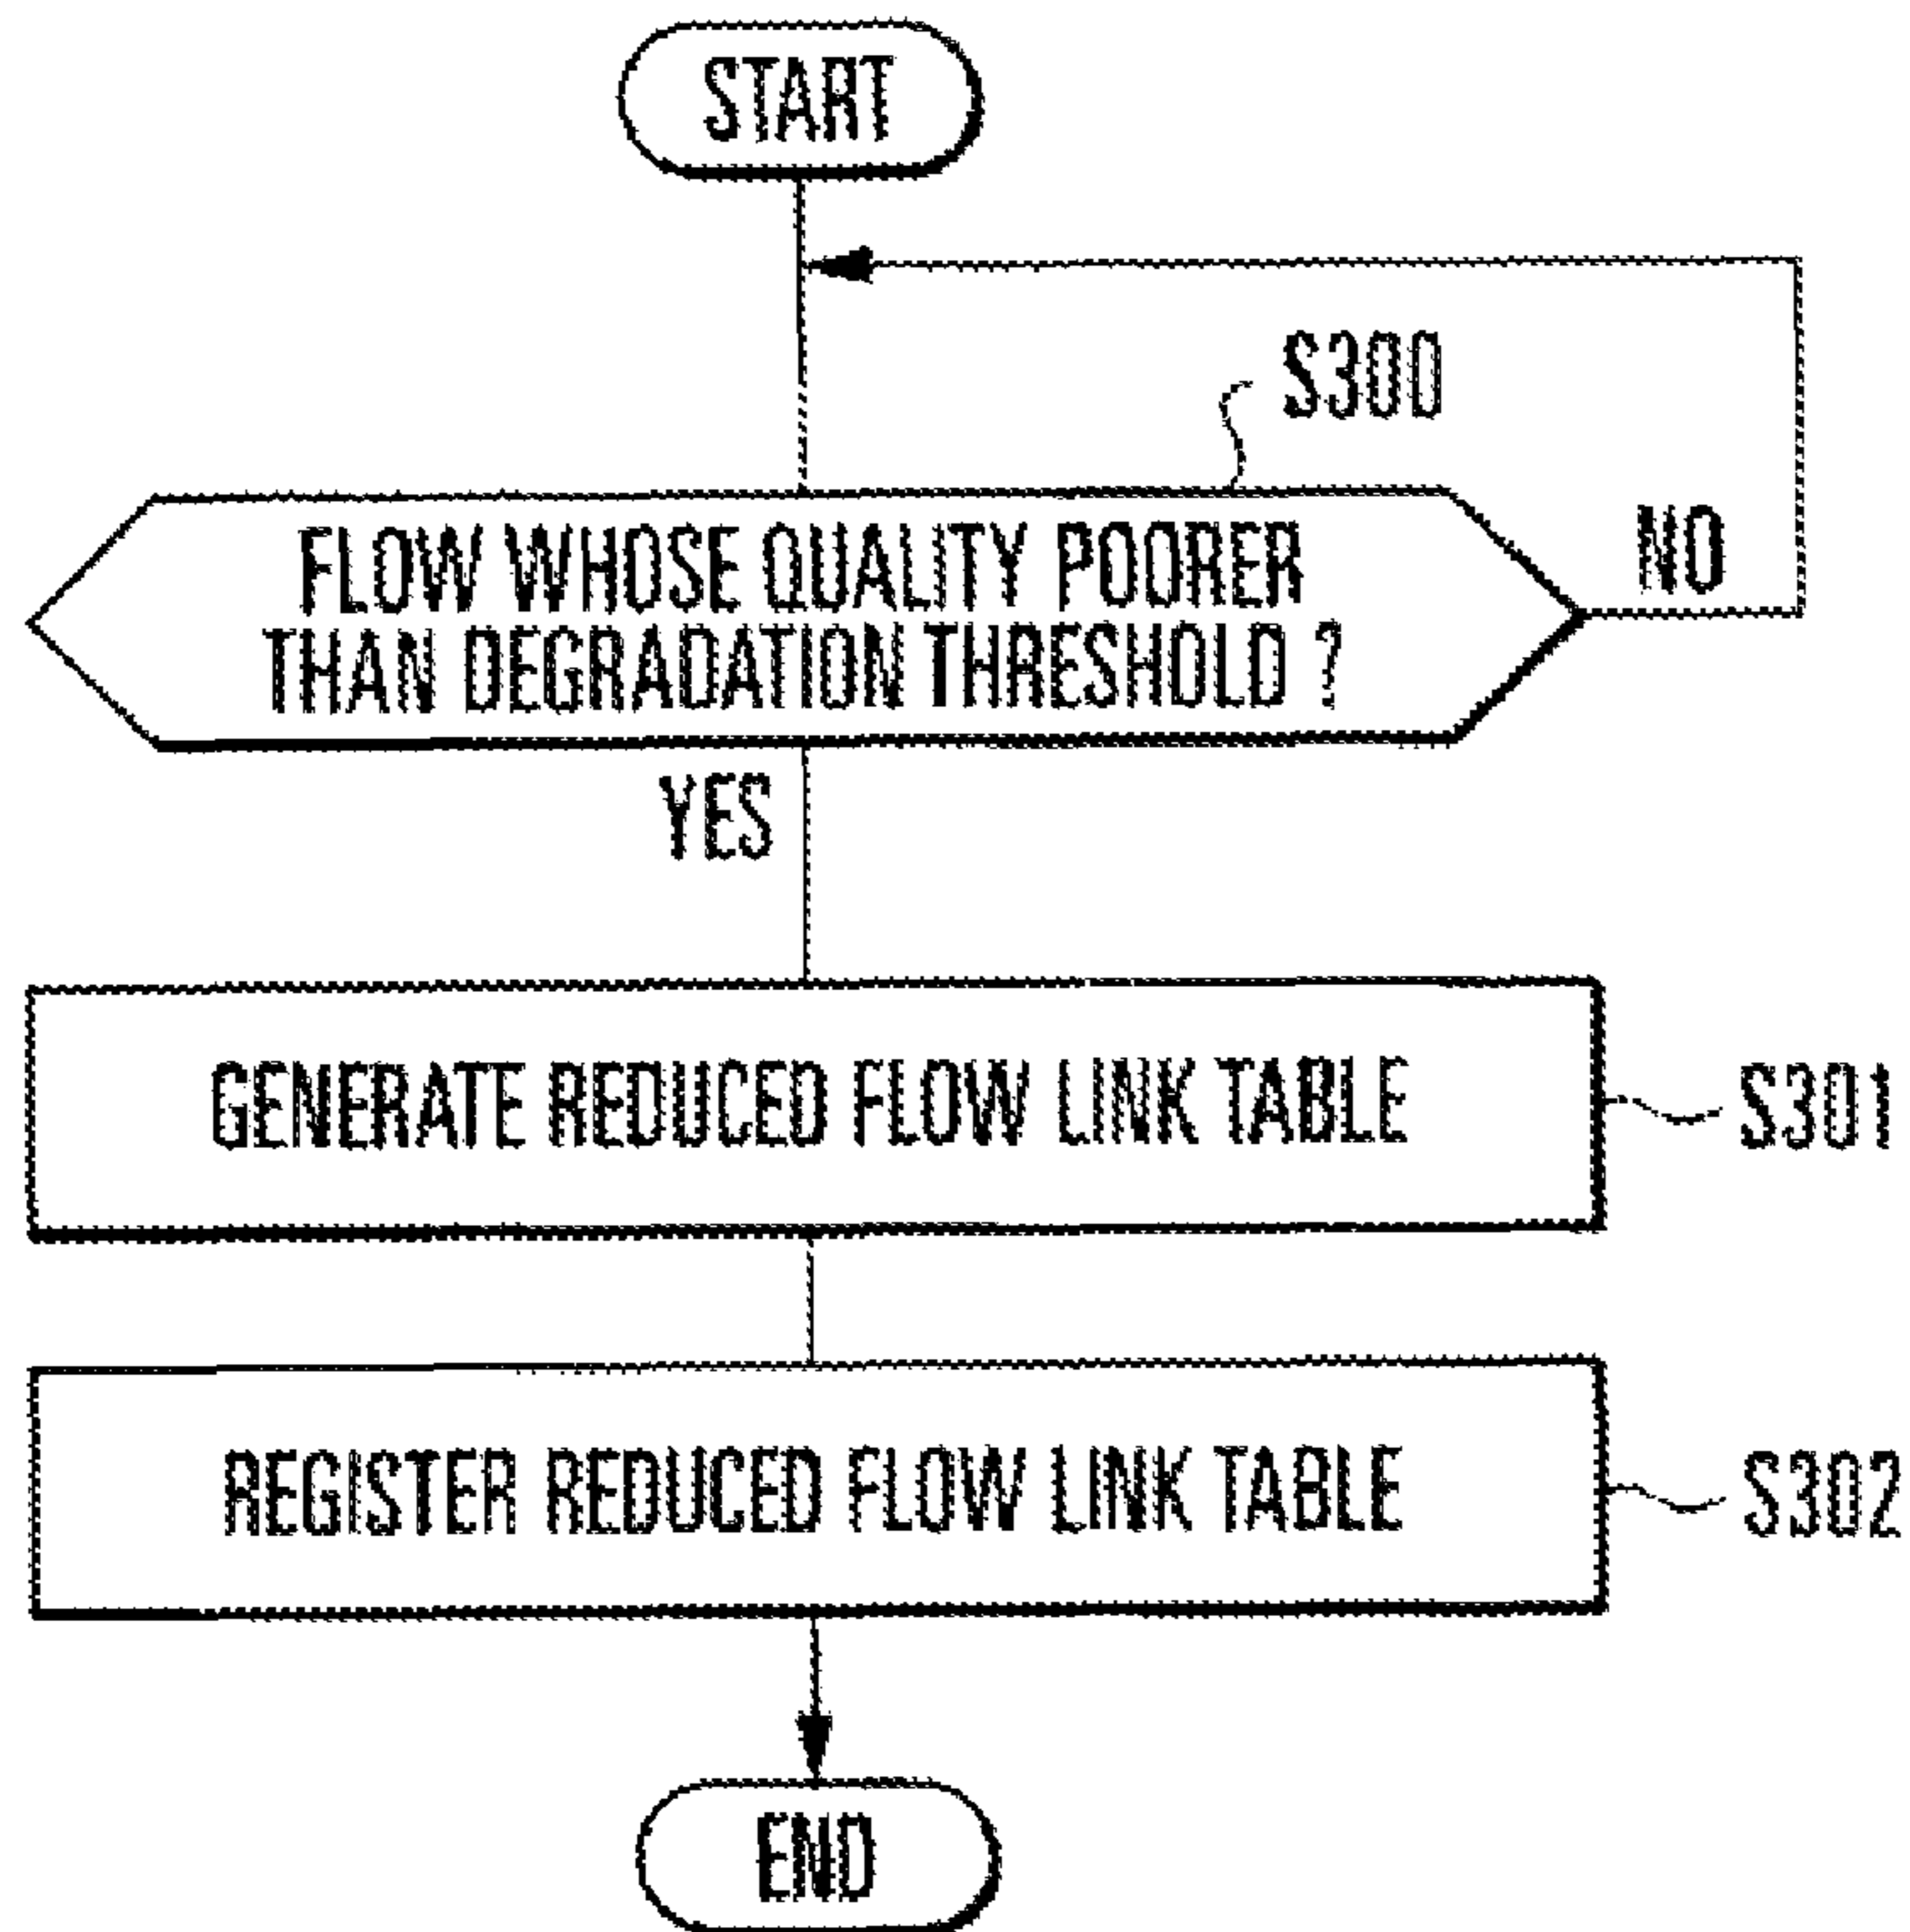 START
S300
FLOW WHOSE QUALITY POORER
THAN DEGRADATION THRESHOLD ?
NO
YES
GENERATE REDUCED FLOW LINK TABLE
S301
REGISTER REDUCED FLOW LINK TABLE
S302
END